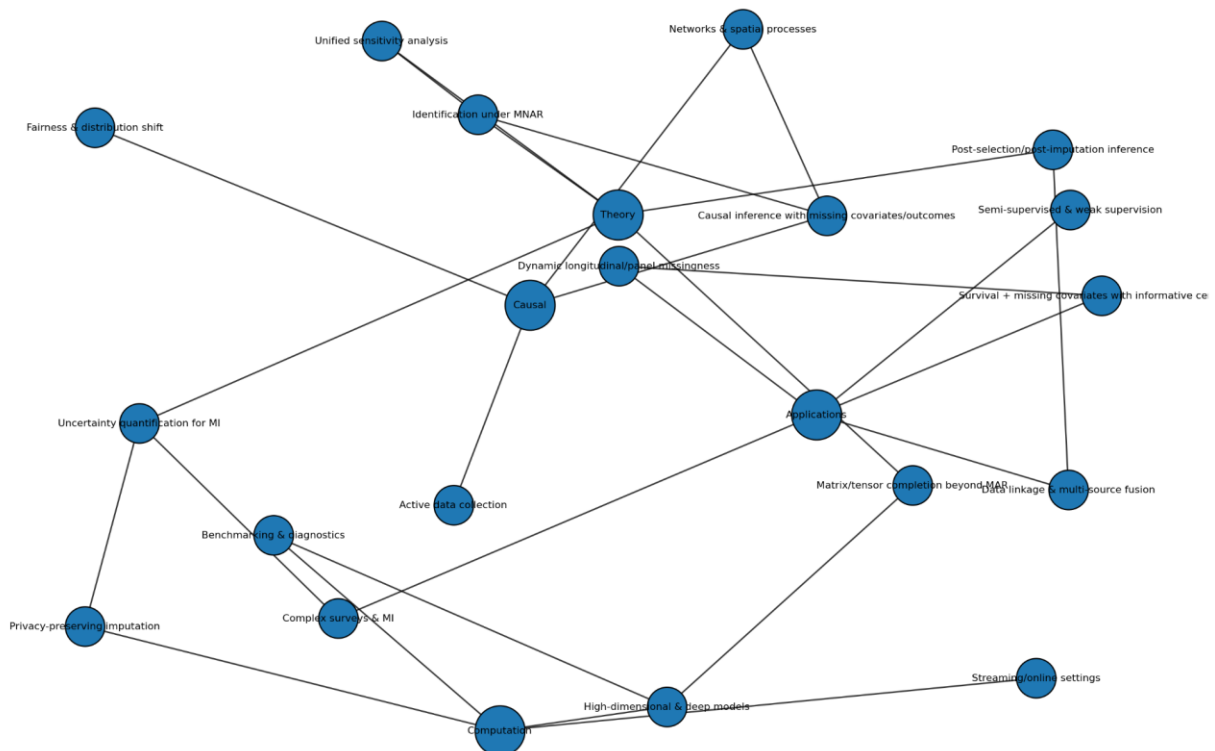 Networks & spatial processes
Unified sensitivity analysis
Identification under MNAR
Fairness & distribution shift
Post-selection/post-imputation inference
Semi-supervised & weak supervision
Theory
Causal inference with missing covariates/outcomes
Dynamic longitudinal/panel missingness
Survival + missing covariates with informative ce
Causal
Applications
Uncertainty quantification for MI
Matrix/tensor completion beyond MAR
Data linkage & multi-source fusion
Active data collection
Benchmarking & diagnostics
Complex surveys & MI
Privacy-preserving imputation
Streaming/online settings
High-dimensional & deep models
Computation